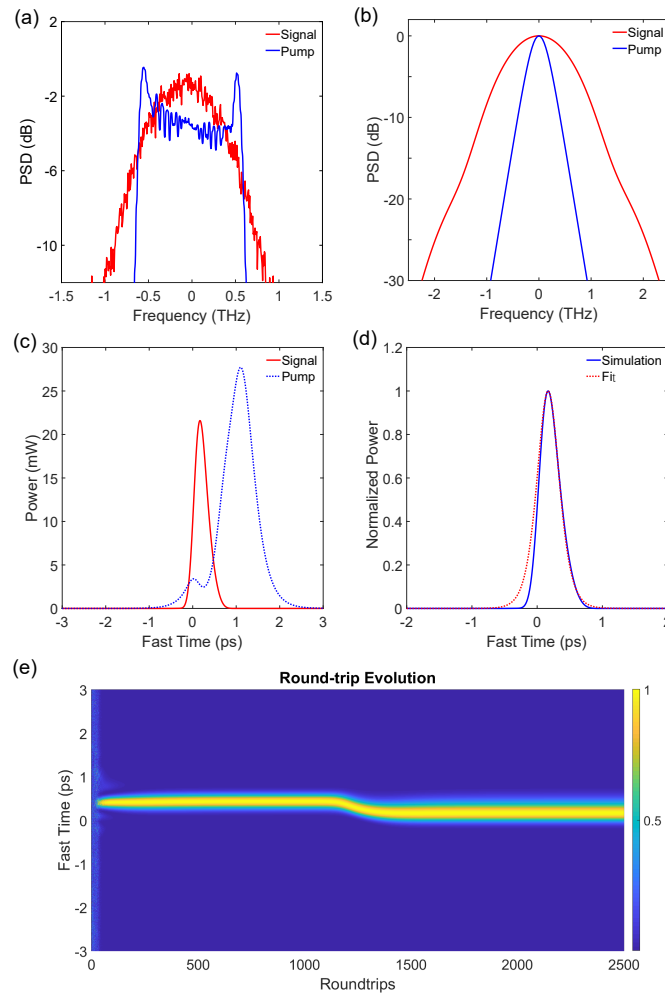 (a)
2
-2
-6
-10
PSD (dB)
Signal
Pump
-1.5 -1 -0.5 0 0.5 1 1.5
Frequency (THz)
(b)
0
-10
-20
-30
PSD (dB)
Signal
Pump
-2 -1 0 1 2
Frequency (THz)
(c)
30
25
20
15
10
5
0
Power (mW)
Signal
Pump
-3 -2 -1 0 1 2 3
Fast Time (ps)
(d)
1.2
1
0.8
0.6
0.4
0.2
0
Normalized Power
Simulation
Fit
-2 -1 0 1 2
Fast Time (ps)
(e)
Round-trip Evolution
3
2
1
0
-1
-2
-3
Fast Time (ps)
1
0.5
0 500 1000 1500 2000 2500
Roundtrips